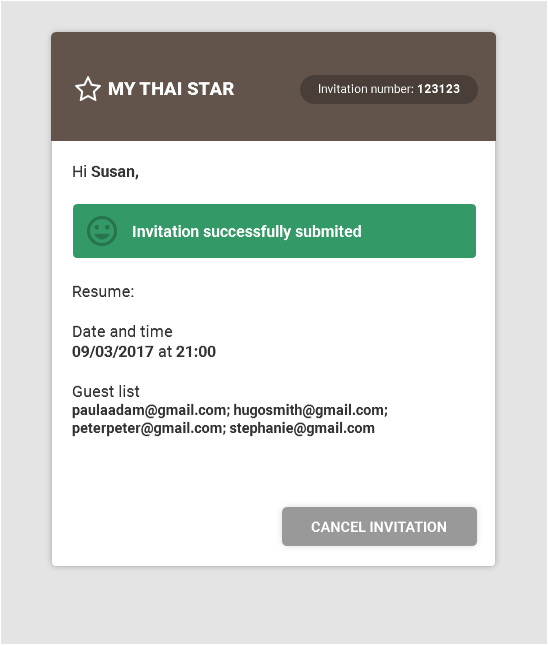 MY THAI STAR
Invitation number: 123123
Hi Susan,
Invitation successfully submited
Resume:
Date and time
09/03/2017 at 21:00
Guest list
paulaadam@gmail.com; hugosmith@gmail.com;
peterpeter@gmail.com; stephanie@gmail.com
CANCEL INVITATION